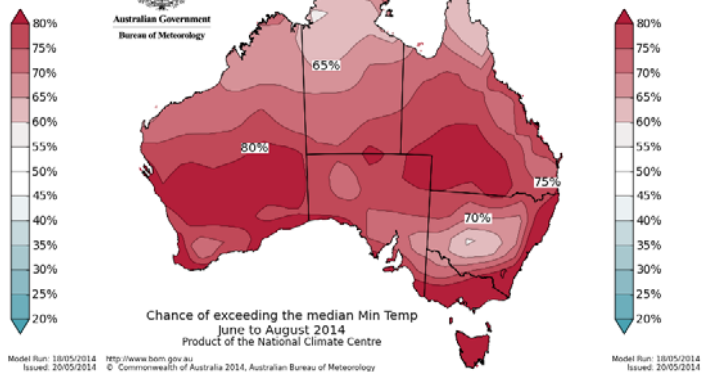 80%
75%
70%
65%
60%
55%
50%
45%
40%
35%
30%
25%
20%
Australian Government
Bureau of Meteorology
65%
80%
75%
70%
Chance of exceeding the median Min Temp
June to August 2014
Product of the National Climate Centre
80%
75%
70%
65%
60%
55%
50%
45%
40%
35%
30%
25%
20%
Model Run: 18/05/2014
Issued: 20/05/2014
http://www.bom.gov.au
© Commonwealth of Australia 2014, Australian Bureau of Meteorology
Model Run: 18/05/2014
Issued: 20/05/2014